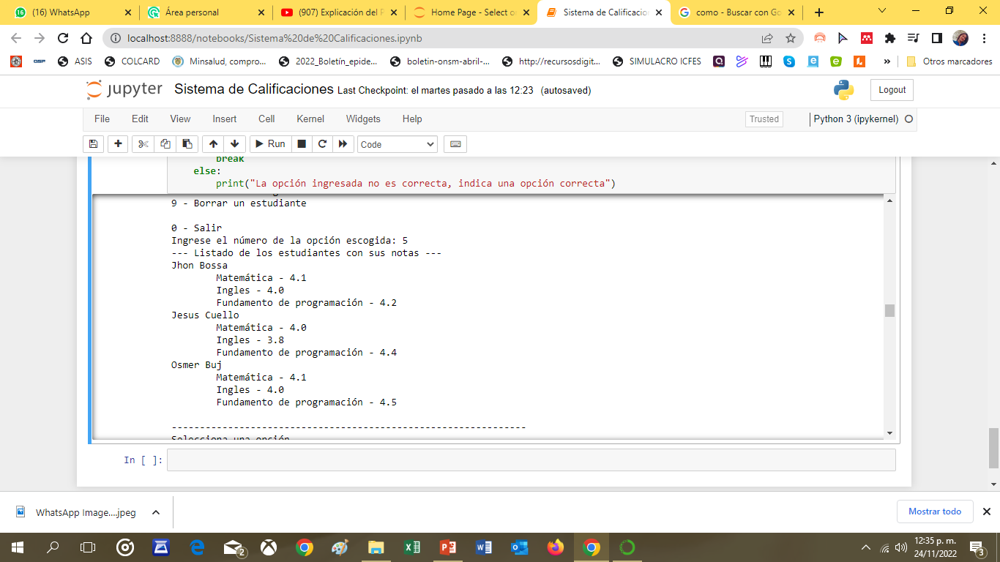 (16) WhatsApp
Área personal
(907) Explicación del P
Home Page - Select o
Sistema de Calificacio
como - Buscar con Go
localhost:8888/notebooks/Sistema%20de%20Calificaciones.ipynb
ASIS
COLCARD
Minsalud, compro...
2022_Boletín_epide...
boletin-onsm-abril-...
http://recursosdigit...
SIMULACRO ICFES
»
Otros marcadores
jupyter Sistema de Calificaciones Last Checkpoint: el martes pasado a las 12:23 (autosaved)
Logout
File Edit View Insert Cell Kernel Widgets Help
Trusted
Python 3 (ipykernel)
Run
Code
break
else:
print("La opción ingresada no es correcta, indica una opción correcta")
9 - Borrar un estudiante
0 - Salir
Ingrese el número de la opción escogida: 5
--- Listado de los estudiantes con sus notas ---
Jhon Bossa
Matemática - 4.1
Ingles - 4.0
Fundamento de programación - 4.2
Jesus Cuello
Matemática - 4.0
Ingles - 3.8
Fundamento de programación - 4.4
Osmer Buj
Matemática - 4.1
Ingles - 4.0
Fundamento de programación - 4.5
---------------------------------------------------------------
Selecciona una opción
In [ ]:
WhatsApp Image....jpeg
Mostrar todo
12:35 p. m.
24/11/2022